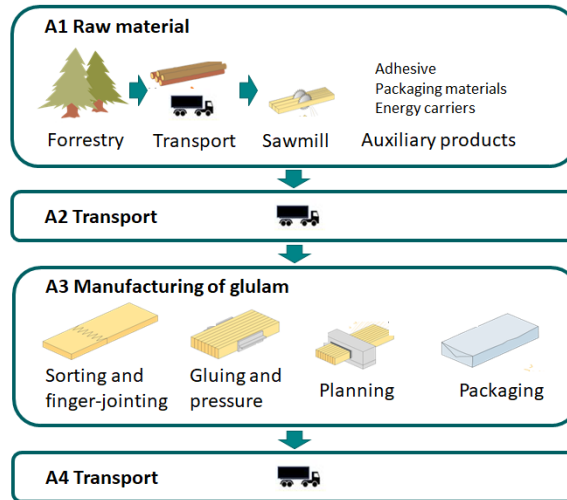 A1 Raw material
Adhesive
Packaging materials
Energy carriers
Forrestry
Transport
Sawmill
Auxiliary products
A2 Transport
A3 Manufacturing of glulam
Sorting and
finger-jointing
Gluing and
pressure
Planning
Packaging
A4 Transport